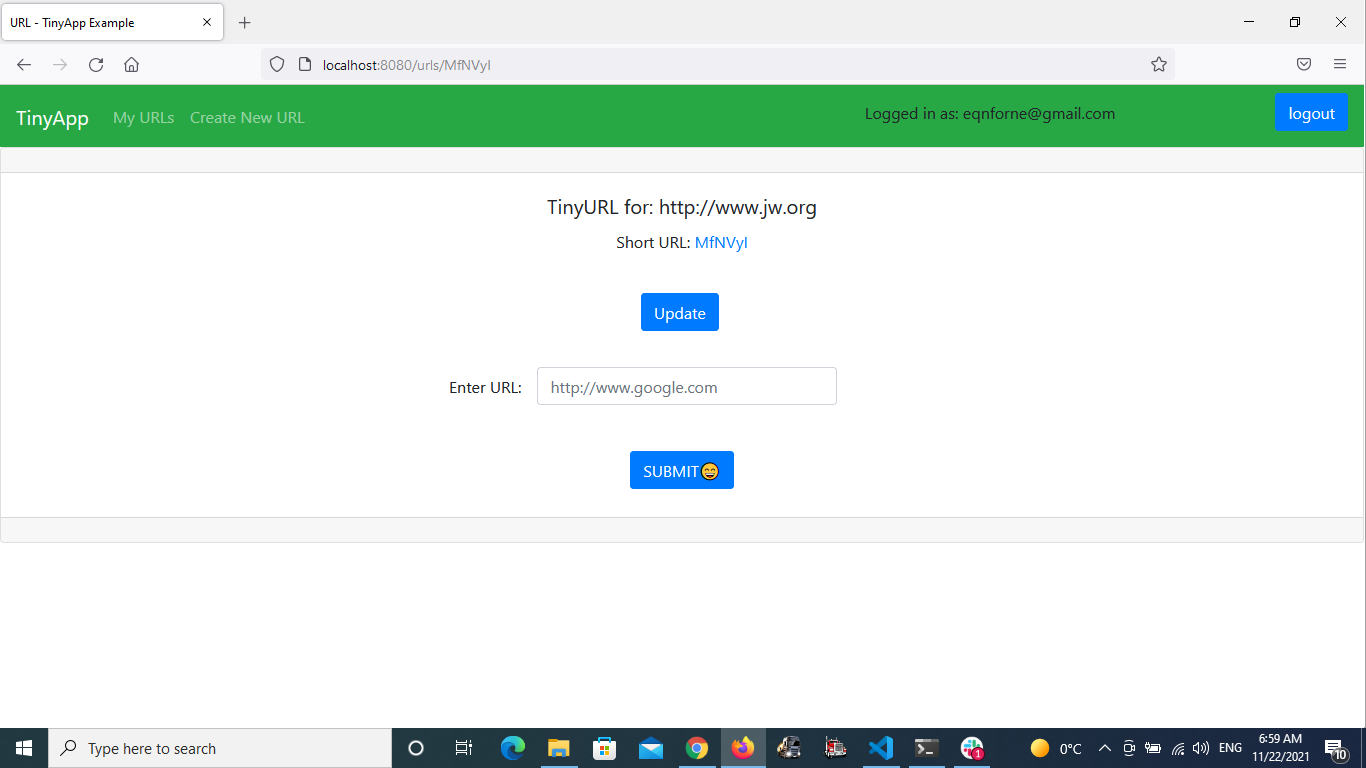 URL - TinyApp Example
localhost:8080/urls/MfNVyI
TinyApp My URLs Create New URL Logged in as: eqnforne@gmail.com logout
TinyURL for: http://www.jw.org
Short URL: MfNVyI
Update
Enter URL: http://www.google.com
SUBMIT😄
Type here to search 1 0°C ENG 6:59 AM
11/22/2021 10